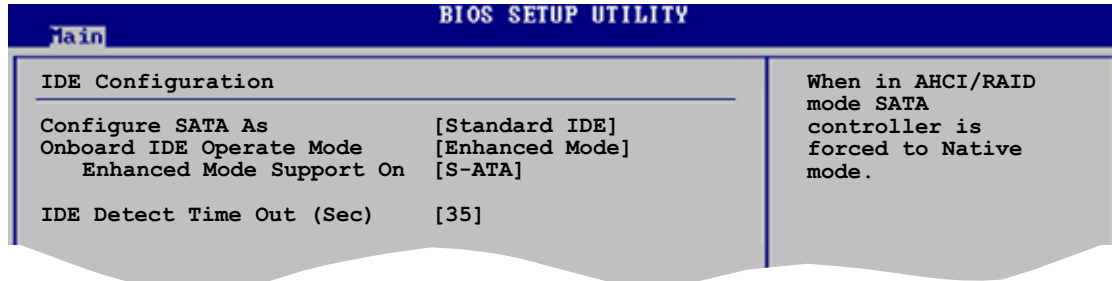 BIOS SETUP UTILITY
Main
IDE Configuration
Configure SATA As [Standard IDE]
Onboard IDE Operate Mode [Enhanced Mode]
Enhanced Mode Support On [S-ATA]
IDE Detect Time Out (Sec) [35]
When in AHCI/RAID
mode SATA
controller is
forced to Native
mode.